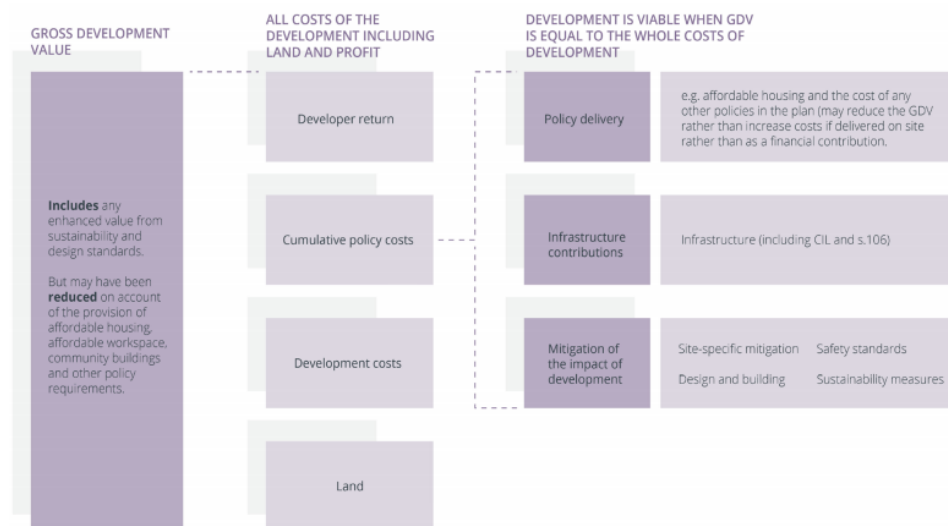 GROSS DEVELOPMENT
VALUE
Includes any
enhanced value from
sustainability and
design standards.
But may have been
reduced on account
of the provision of
affordable housing,
affordable workspace,
community buildings
and other policy
requirements.
ALL COSTS OF THE
DEVELOPMENT INCLUDING
LAND AND PROFIT
Developer return
Cumulative policy costs
Development costs
Land
DEVELOPMENT IS VIABLE WHEN GDV
IS EQUAL TO THE WHOLE COSTS OF
DEVELOPMENT
Policy delivery
e.g. affordable housing and the cost of any
other policies in the plan (may reduce the GDV
rather than increase costs if delivered on site
rather than as a financial contribution.
Infrastructure
contributions
Infrastructure (including CIL and s.106)
Mitigation of
the impact of
development
Site-specific mitigation Safety standards
Design and building Sustainability measures